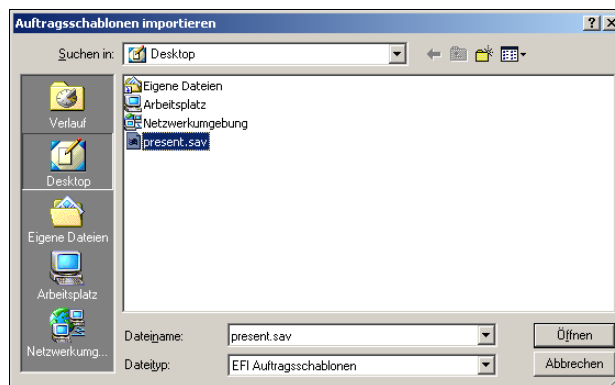 Auftragsschablonen importieren
Suchen in: Desktop
Verlauf
Desktop
Eigene Dateien
Arbeitsplatz
Netzwerkumg...
Eigene Dateien
Arbeitsplatz
Netzwerkumgebung
present.sav
Dateiname: present.sav Öffnen
Dateityp: EFI Auftragsschablonen Abbrechen